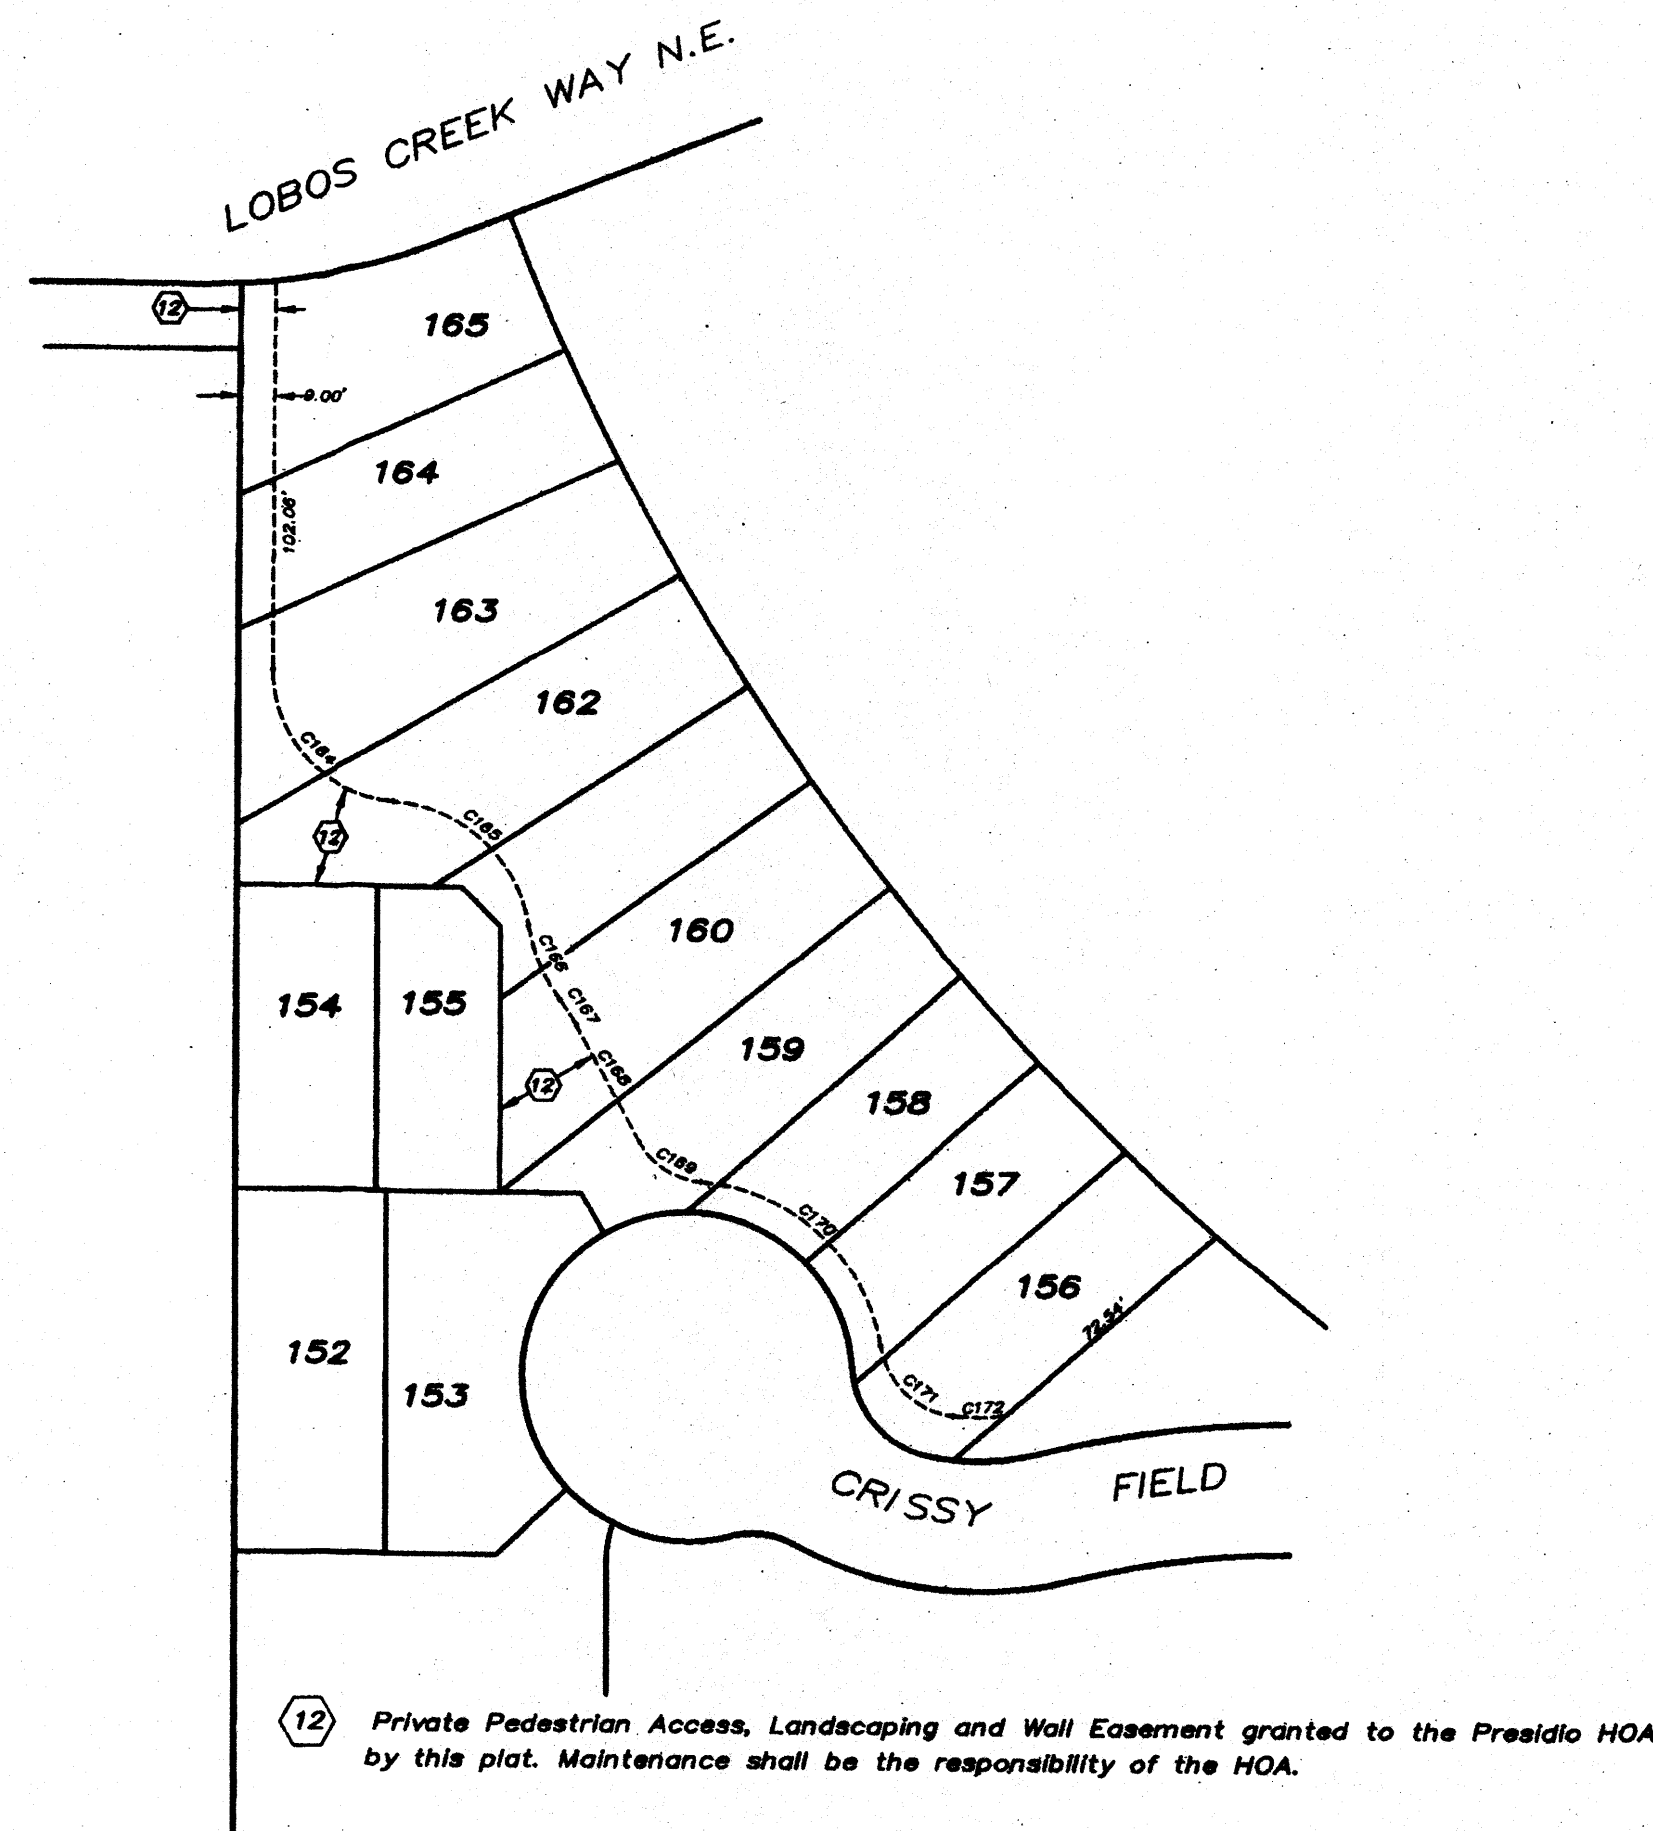 LOBOS CREEK WAY N.E.
12
165
9.00'
164
102.06'
163
162
C164
C165
12
160
C166
154
155
C167
159
C168
12
158
C169
157
C170
156
72.54'
152
153
C171
C172
CRISSY FIELD
12 Private Pedestrian Access, Landscaping and Wall Easement granted to the Presidio HOA
by this plat. Maintenance shall be the responsibility of the HOA.